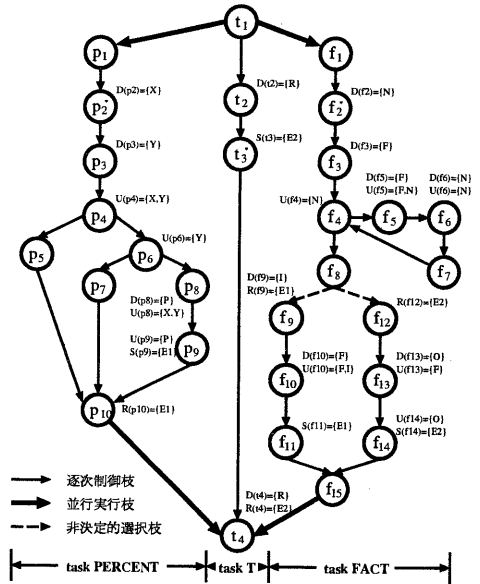 t1
p1
f1
D(p2)={X}
D(t2)={R}
D(f2)={N}
p2*
t2
f2*
D(p3)={Y}
S(t3)={E2}
D(f3)={F}
p3
t3*
f3
D(f5)={F}
U(f5)={F,N}
D(f6)={N}
U(f6)={N}
U(p4)={X,Y}
U(f4)={N}
p4
f4
f5
f6
U(p6)={Y}
p5
p6
f8
f7
p7
p8
D(f9)={I}
R(f9)={E1}
R(f12)={E2}
D(p8)={P}
U(p8)={X,Y}
f9
f12
U(p9)={P}
S(p9)={E1}
p9
D(f10)={F}
U(f10)={F,I}
D(f13)={O}
U(f13)={F}
f10
f13
p10
R(p10)={E1}
S(f11)={E1}
U(f14)={O}
S(f14)={E2}
f11
f14
逐次制御枝
並行実行枝
非決定的選択枝
D(t4)={R}
R(t4)={E2}
f15
t4
task PERCENT
task T
task FACT